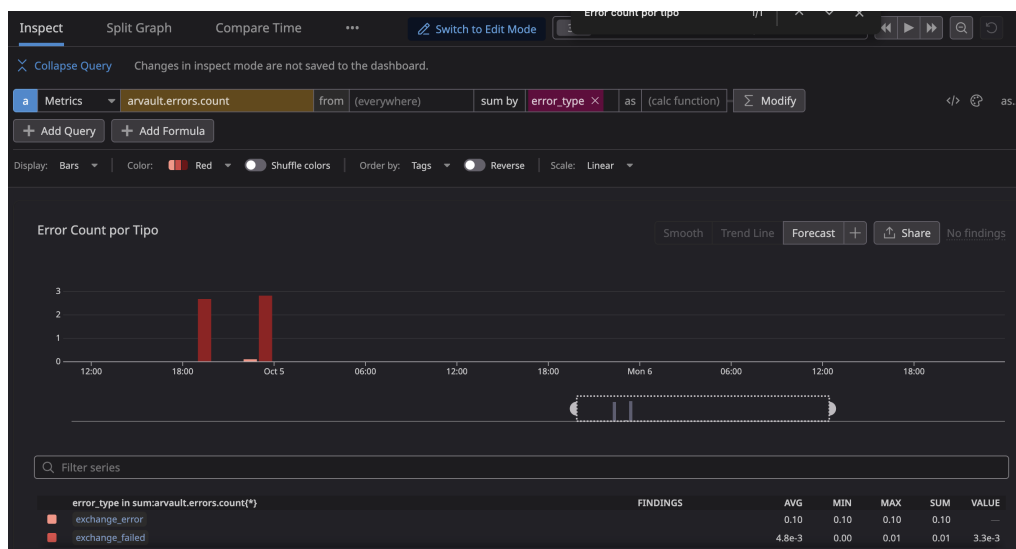 Error count por tipo 1/1
Inspect Split Graph Compare Time ••• Switch to Edit Mode
Collapse Query Changes in inspect mode are not saved to the dashboard.
a Metrics arvault.errors.count from (everywhere) sum by error_type × as (calc function) Σ Modify </> as.
+ Add Query + Add Formula
Display: Bars Color: Red Shuffle colors Order by: Tags Reverse Scale: Linear
Error Count por Tipo Smooth Trend Line Forecast + Share No findings
3
2
1
0
12:00 18:00 Oct 5 06:00 12:00 18:00 Mon 6 06:00 12:00 18:00
Filter series
error_type in sum:arvault.errors.count{*} FINDINGS AVG MIN MAX SUM VALUE
exchange_error 0.10 0.10 0.10 0.10 —
exchange_failed 4.8e-3 0.00 0.01 0.01 3.3e-3